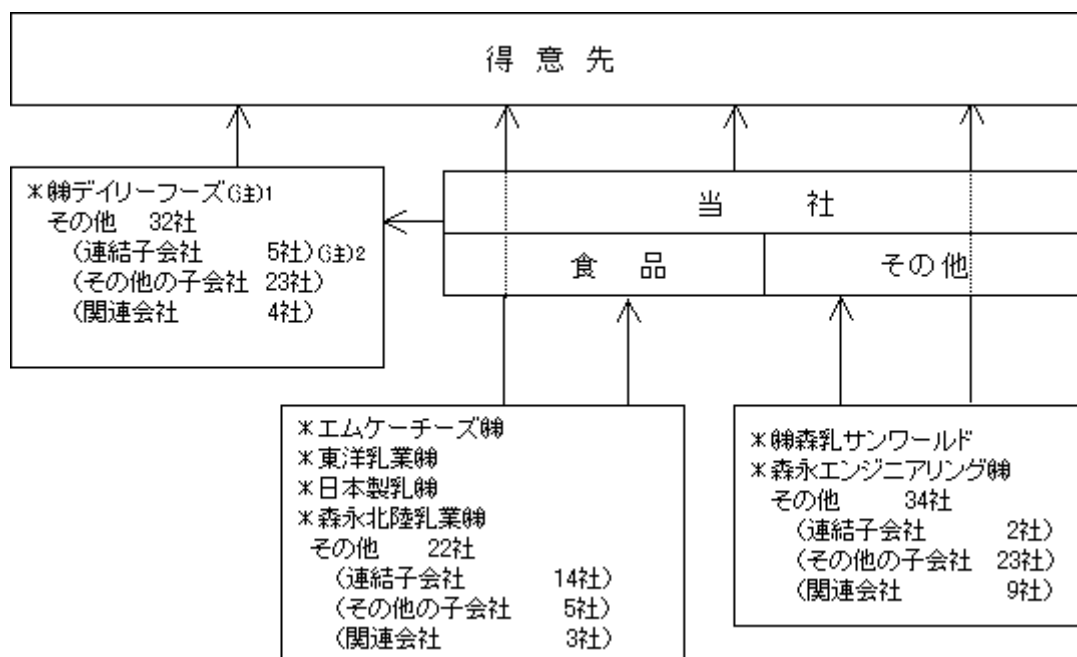 得意先
＊㈱デイリーフーズ(注)1
その他　32社
(連結子会社　5社)(注)2
(その他の子会社　23社)
(関連会社　4社)
当　社
食　品
その他
＊エムケーチーズ㈱
＊東洋乳業㈱
＊日本製乳㈱
＊森永北陸乳業㈱
その他　22社
(連結子会社　14社)
(その他の子会社　5社)
(関連会社　3社)
＊㈱森乳サンワールド
＊森永エンジニアリング㈱
その他　34社
(連結子会社　2社)
(その他の子会社　23社)
(関連会社　9社)